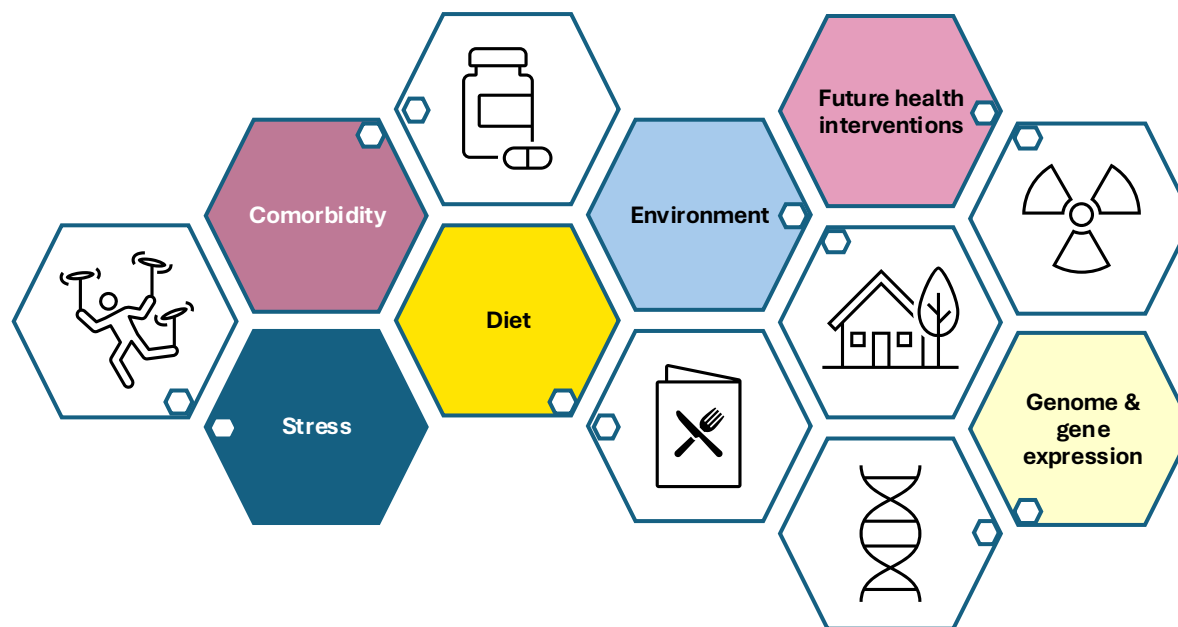 Future health
interventions
Comorbidity
Environment
Diet
Stress
Genome &
gene
expression